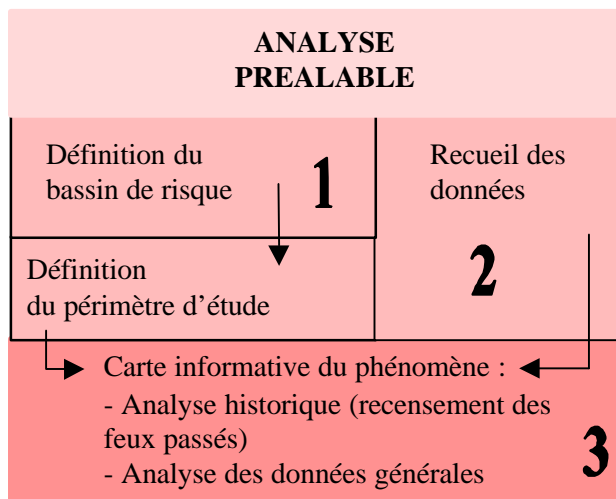 ANALYSE
PREALABLE
Définition du
bassin de risque
1
Recueil des
données
2
Définition
du périmètre d’étude
Carte informative du phénomène :
- Analyse historique (recensement des
feux passés)
- Analyse des données générales
3